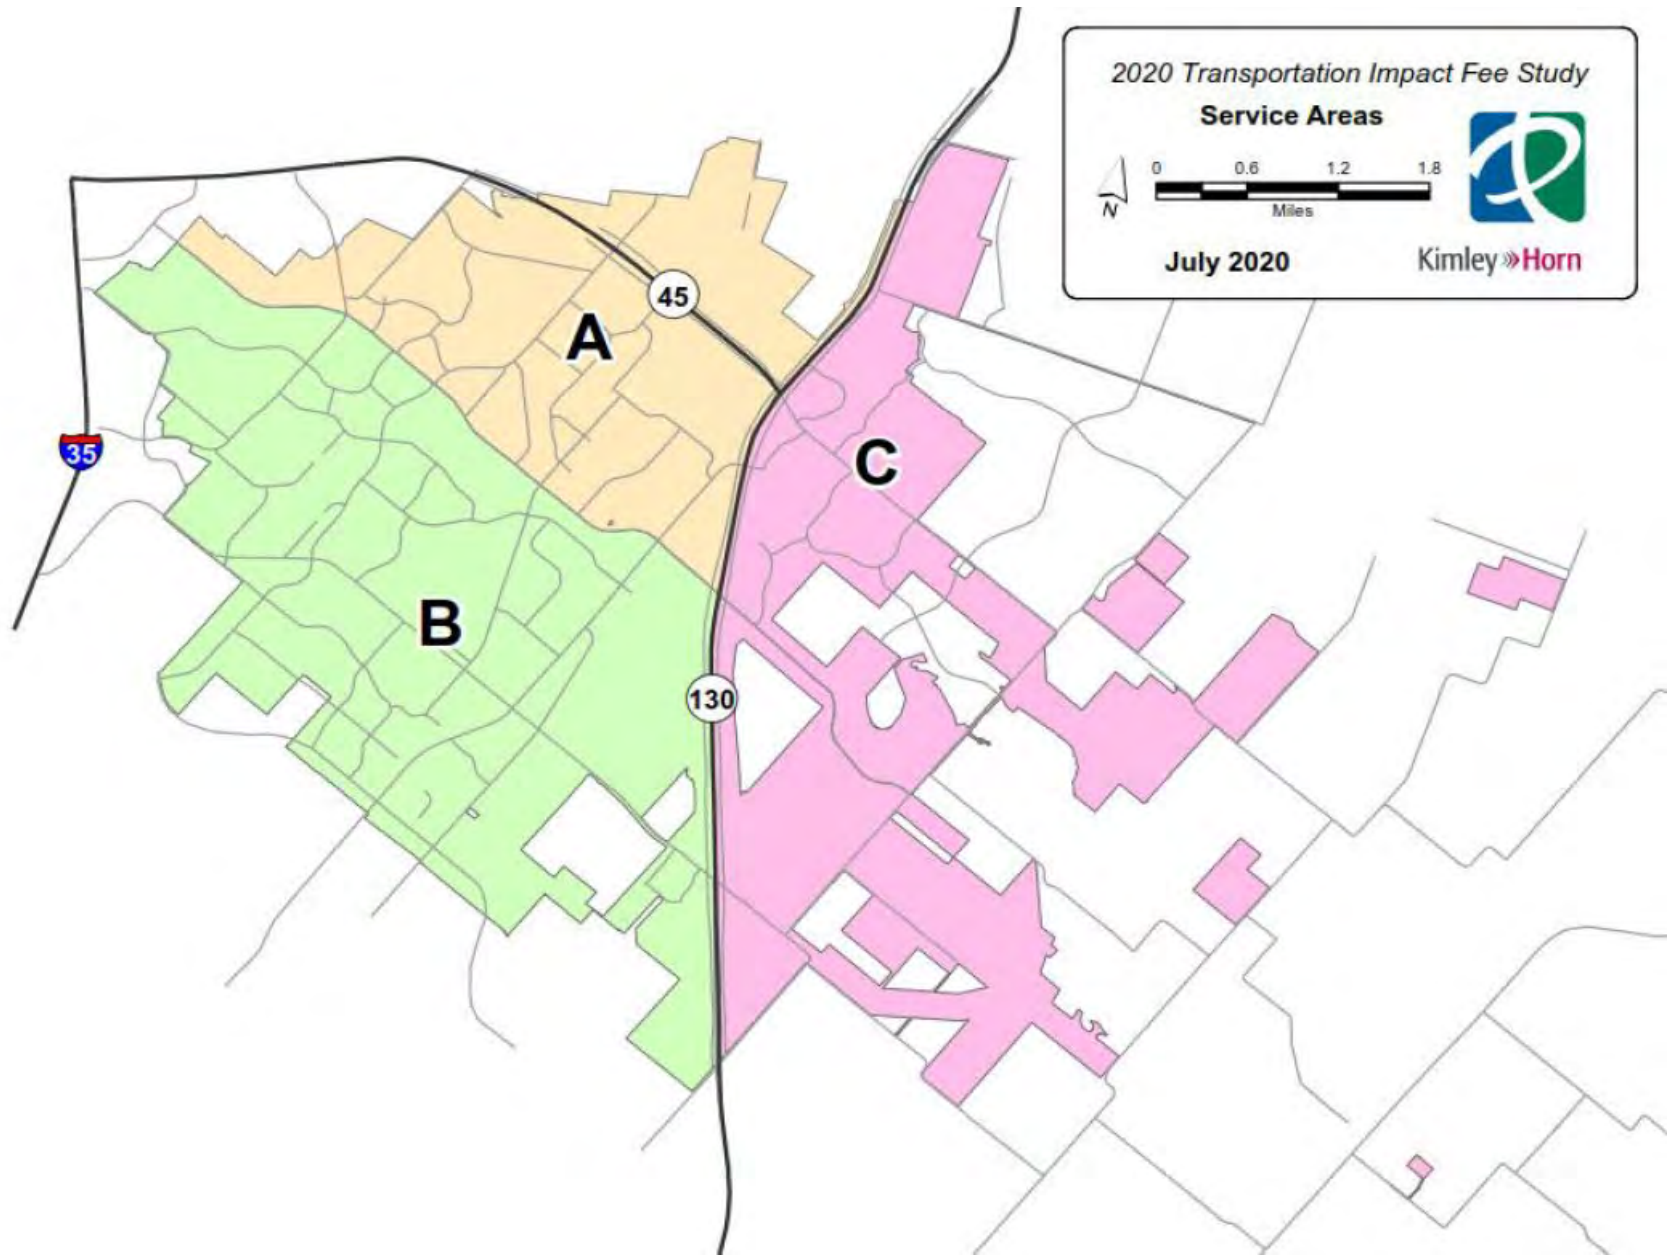 2020 Transportation Impact Fee Study
Service Areas
0 0.6 1.2 1.8
N
Miles
July 2020
Kimley»Horn
45
A
C
35
B
130